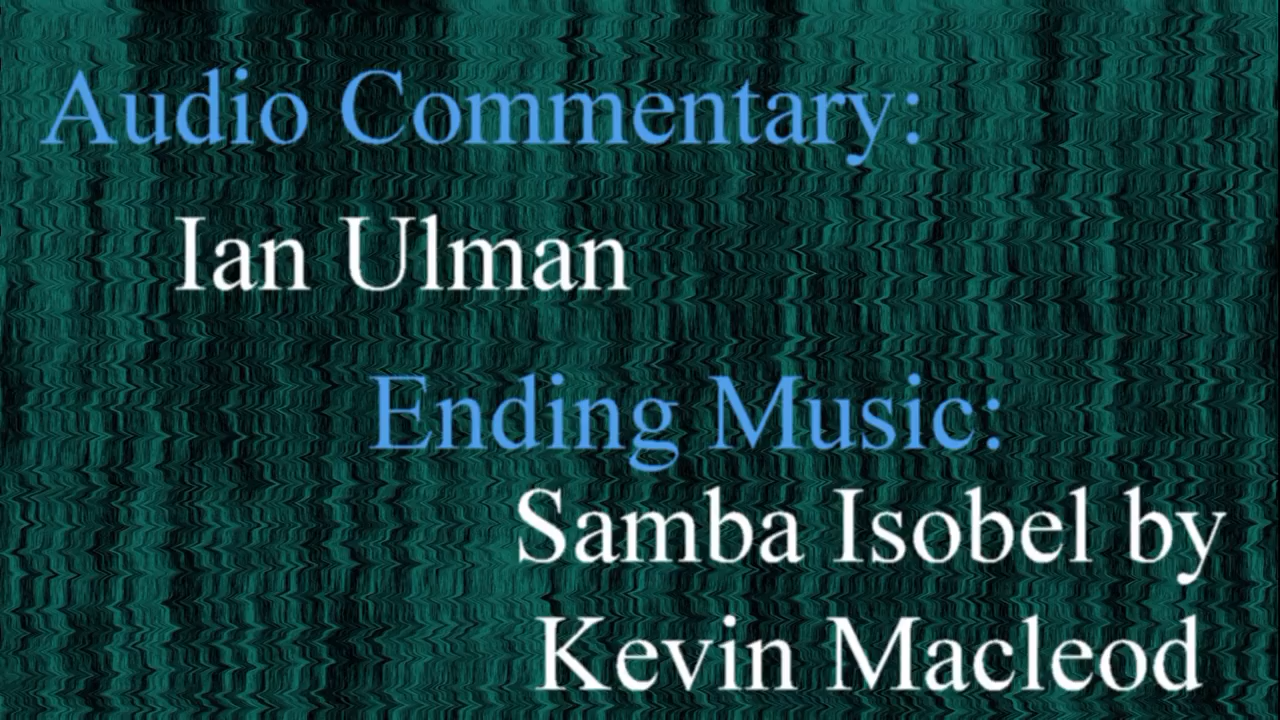 Audio Commentary:
Ian Ulman
Ending Music:
Samba Isobel by
Kevin Macleod